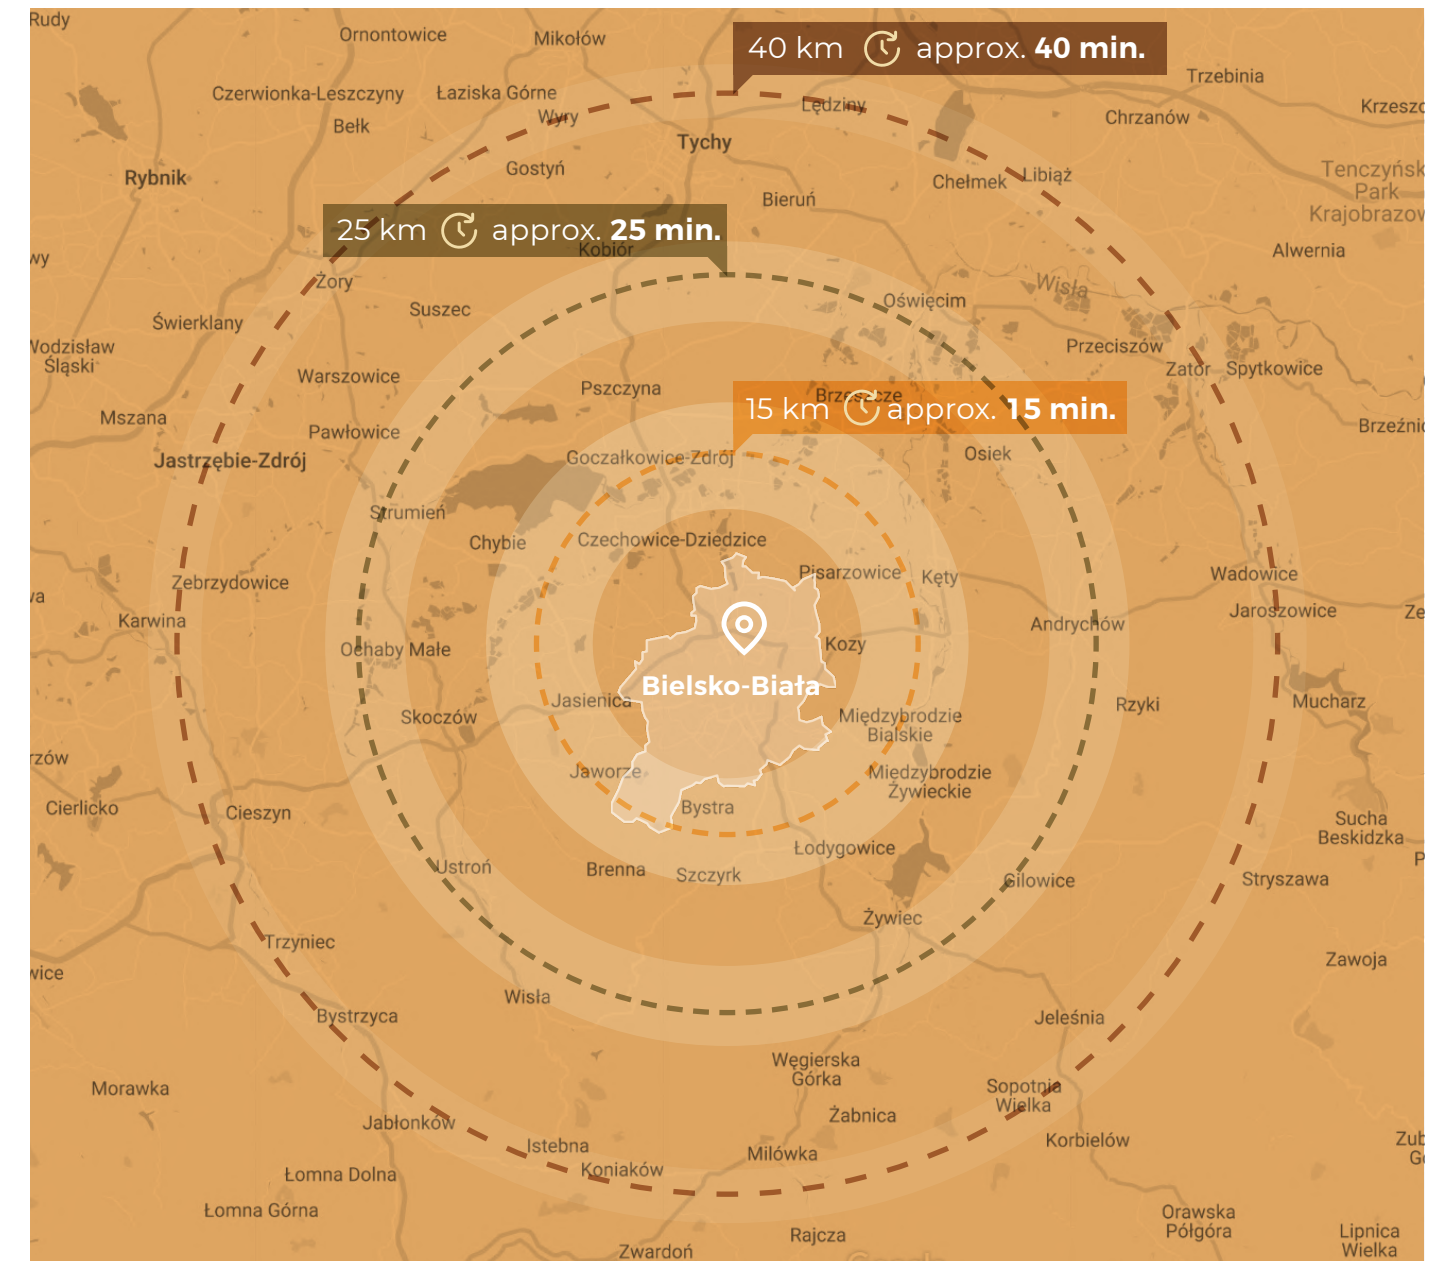 Rudy
Ornontowice
Mikołów
40 km approx. 40 min.
Trzebinia
Czerwionka-Leszczyny
Łaziska Górne
Wyry
Lędziny
Chrzanów
Bełk
Tychy
Rybnik
Gostyń
Bieruń
Chełmek
Libiąż
Park
25 km approx. 25 min.
Kobiór
Alwernia
Żory
Suszec
Oświęcim
Wisła
Świerklany
Wodzisław
Śląski
Przeciszów
Warszowice
Pszczyna
Zator
Spytkowice
Mszana
15 km approx. 15 min.
Brzeszcze
Pawłowice
Jastrzębie-Zdrój
Goczałkowice-Zdrój
Osiek
Strumień
Chybie
Czechowice-Dziedzice
Zebrzydowice
Pisarzowice
Kęty
Wadowice
Jaroszowice
Karwina
Andrychów
Ochaby Małe
Kozy
Bielsko-Biała
Jasienica
Skoczów
Międzybrodzie
Bialskie
Rzyki
Mucharz
rzów
Jaworze
Międzybrodzie
Żywieckie
Cierlicko
Cieszyn
Bystra
Sucha
Beskidzka
Łodygowice
Ustroń
Brenna
Szczyrk
Gilowice
Stryszawa
Żywiec
Trzyniec
Zawoja
wice
Wisła
Bystrzyca
Jeleśnia
Węgierska
Górka
Morawka
Sopotnia
Wielka
Żabnica
Jabłonków
Istebna
Milówka
Korbielów
Koniaków
Łomna Dolna
Łomna Górna
Orawska
Półgóra
Rajcza
Lipnica
Wielka
Zwardoń